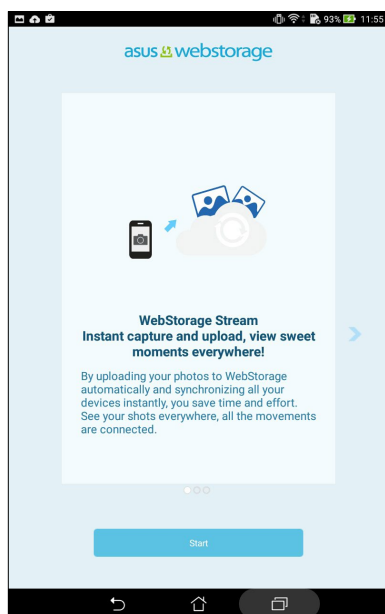 93% 11:55
asus webstorage
WebStorage Stream
Instant capture and upload, view sweet
moments everywhere!
By uploading your photos to WebStorage
automatically and synchronizing all your
devices instantly, you save time and effort.
See your shots everywhere, all the movements
are connected.
Start